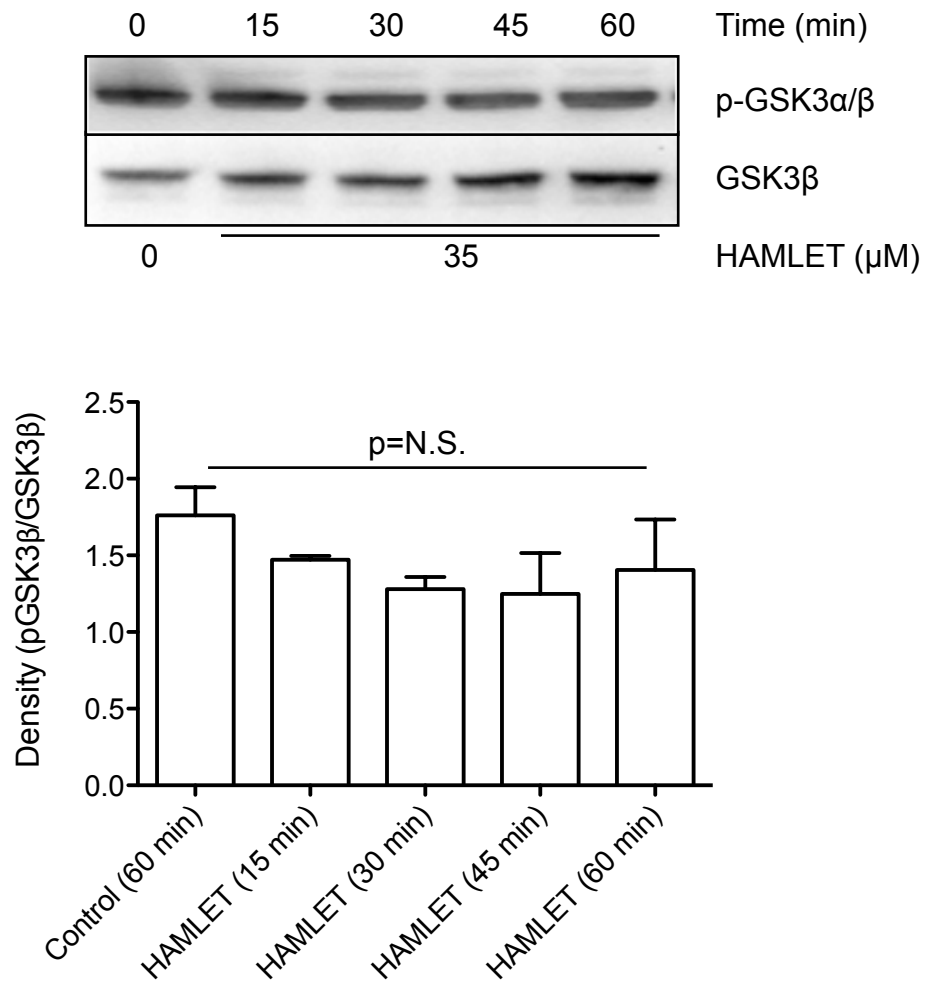 0 15 30 45 60 Time (min)
p-GSK3α/β
GSK3β
0 35 HAMLET (µM)
p=N.S.
Density (pGSK3β/GSK3β)
2.5
2.0
1.5
1.0
0.5
0.0
Control (60 min)
HAMLET (15 min)
HAMLET (30 min)
HAMLET (45 min)
HAMLET (60 min)